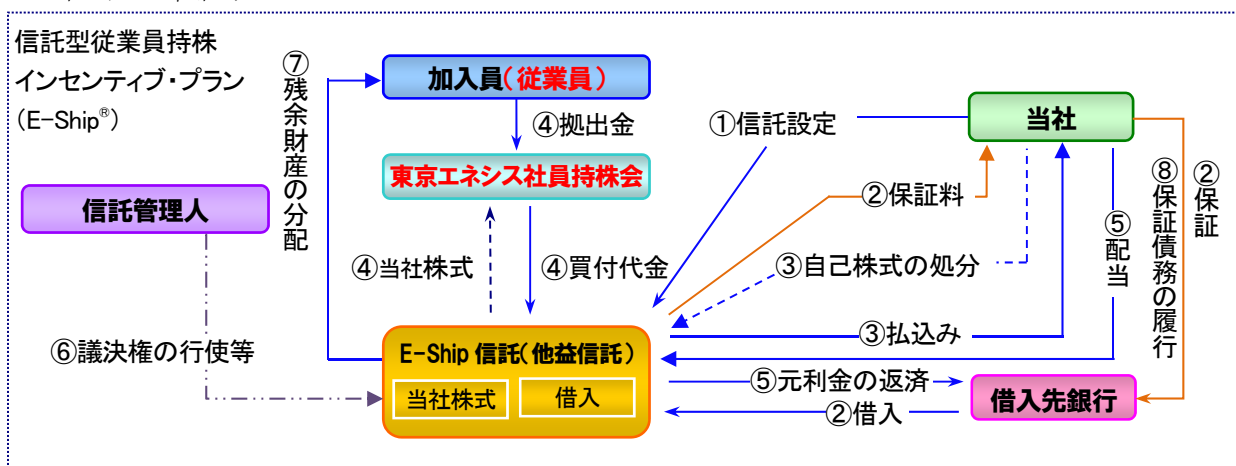 信託型従業員持株
インセンティブ・プラン
(E-Ship®)
⑦残余財産の分配
加入員(従業員)
④拠出金
東京エネシス社員持株会
信託管理人
④当社株式
④買付代金
⑥議決権の行使等
E-Ship 信託(他益信託)
当社株式
借入
①信託設定
当社
②保証料
③自己株式の処分
③払込み
⑤配当
⑧保証債務の履行
②保証
⑤元利金の返済
②借入
借入先銀行